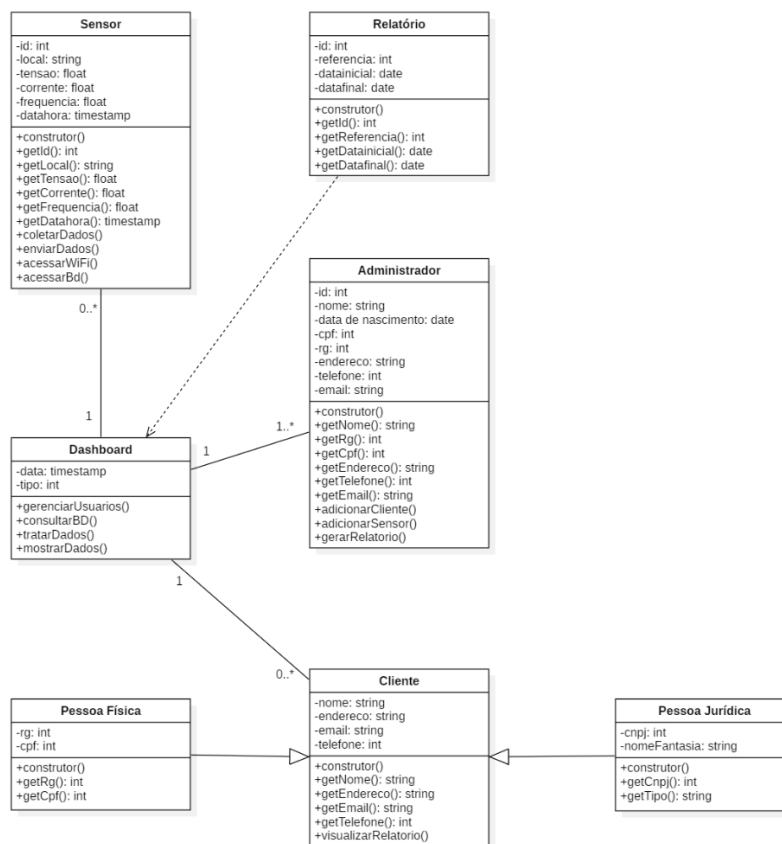 Sensor
-id: int
-local: string
-tensao: float
-corrente: float
-frequencia: float
-datahora: timestamp
+construtor()
+getId(): int
+getLocal(): string
+getTensao(): float
+getCorrente(): float
+getFrequencia(): float
+getDatahora(): timestamp
+coletarDados()
+enviarDados()
+acessarWiFi()
+acessarBd()
Relatório
-id: int
-referencia: int
-datainicial: date
-datafinal: date
+construtor()
+getId(): int
+getReferencia(): int
+getDatainicial(): date
+getDatafinal(): date
Administrador
-id: int
-nome: string
-data de nascimento: date
-cpf: int
-rg: int
-endereco: string
-telefone: int
-email: string
+construtor()
+getNome(): string
+getRg(): int
+getCpf(): int
+getEndereco(): string
+getTelefone(): int
+getEmail(): string
+adicionarCliente()
+adicionarSensor()
+gerarRelatorio()
0..*
1
1
1..*
Dashboard
-data: timestamp
-tipo: int
+gerenciarUsuarios()
+consultarBD()
+tratarDados()
+mostrarDados()
1
0..*
Pessoa Física
-rg: int
-cpf: int
+construtor()
+getRg(): int
+getCpf(): int
Cliente
-nome: string
-endereco: string
-email: string
-telefone: int
+construtor()
+getNome(): string
+getEndereco(): string
+getEmail(): string
+getTelefone(): int
+visualizarRelatorio()
Pessoa Jurídica
-cnpj: int
-nomeFantasia: string
+construtor()
+getCnpj(): int
+getTipo(): string